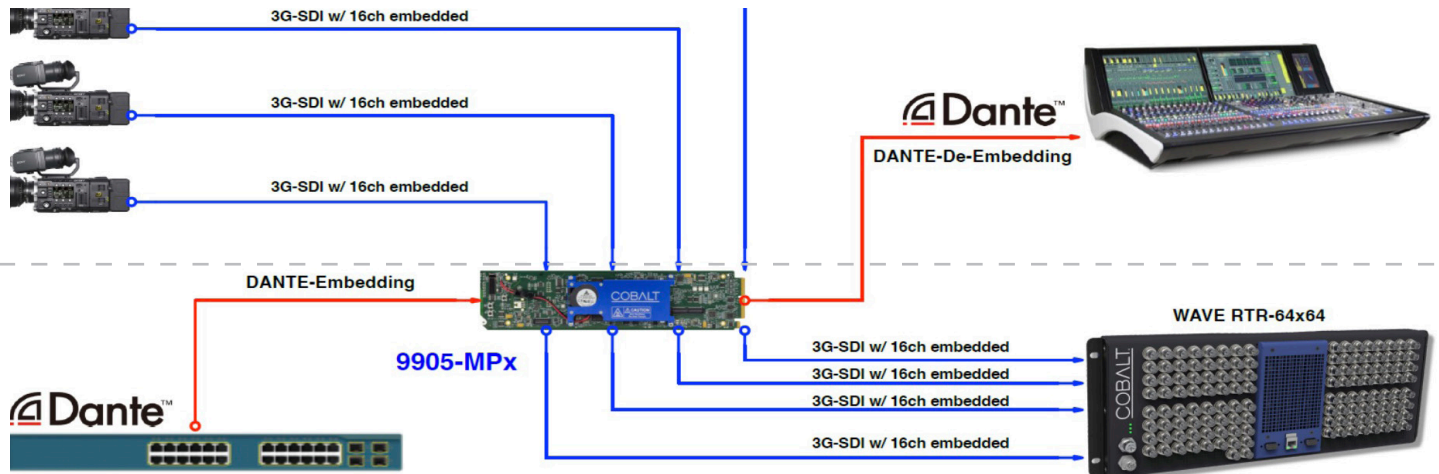 3G-SDI w/ 16ch embedded
3G-SDI w/ 16ch embedded
Dante™
DANTE-De-Embedding
3G-SDI w/ 16ch embedded
DANTE-Embedding
COBALT
CAUTION
9905-MPx
WAVE RTR-64x64
3G-SDI w/ 16ch embedded
3G-SDI w/ 16ch embedded
3G-SDI w/ 16ch embedded
3G-SDI w/ 16ch embedded
COBALT
Dante™